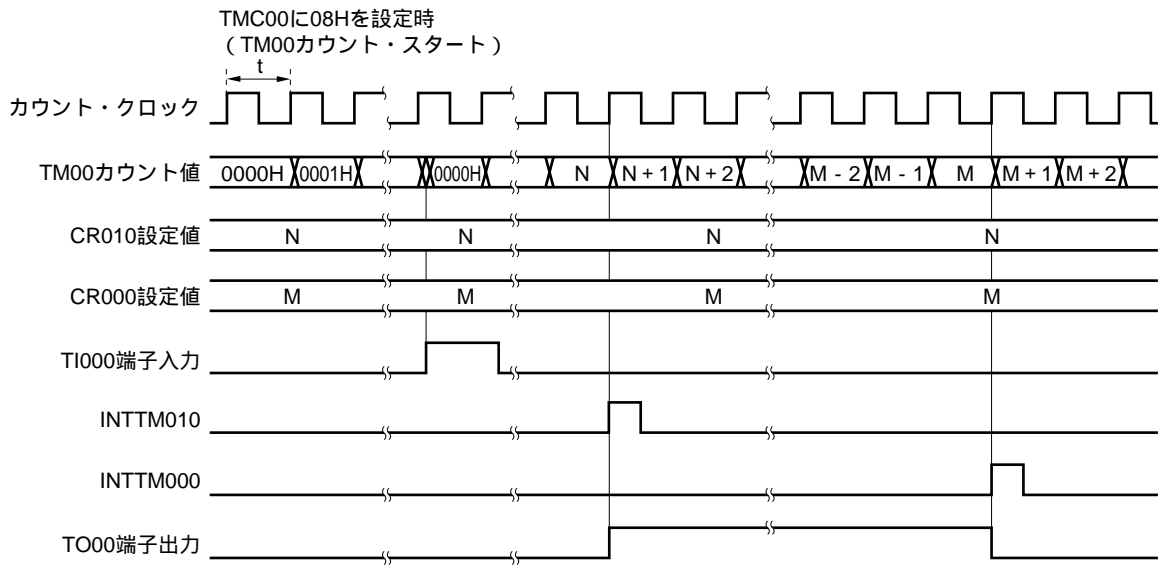 TMC00に08Hを設定時
（TM00カウント・スタート）
t
カウント・クロック
TM00カウント値 0000H 0001H 0000H N N + 1 N + 2 M - 2 M - 1 M M + 1 M + 2
CR010設定値 N N N N
CR000設定値 M M M M
TI000端子入力
INTTM010
INTTM000
TO00端子出力